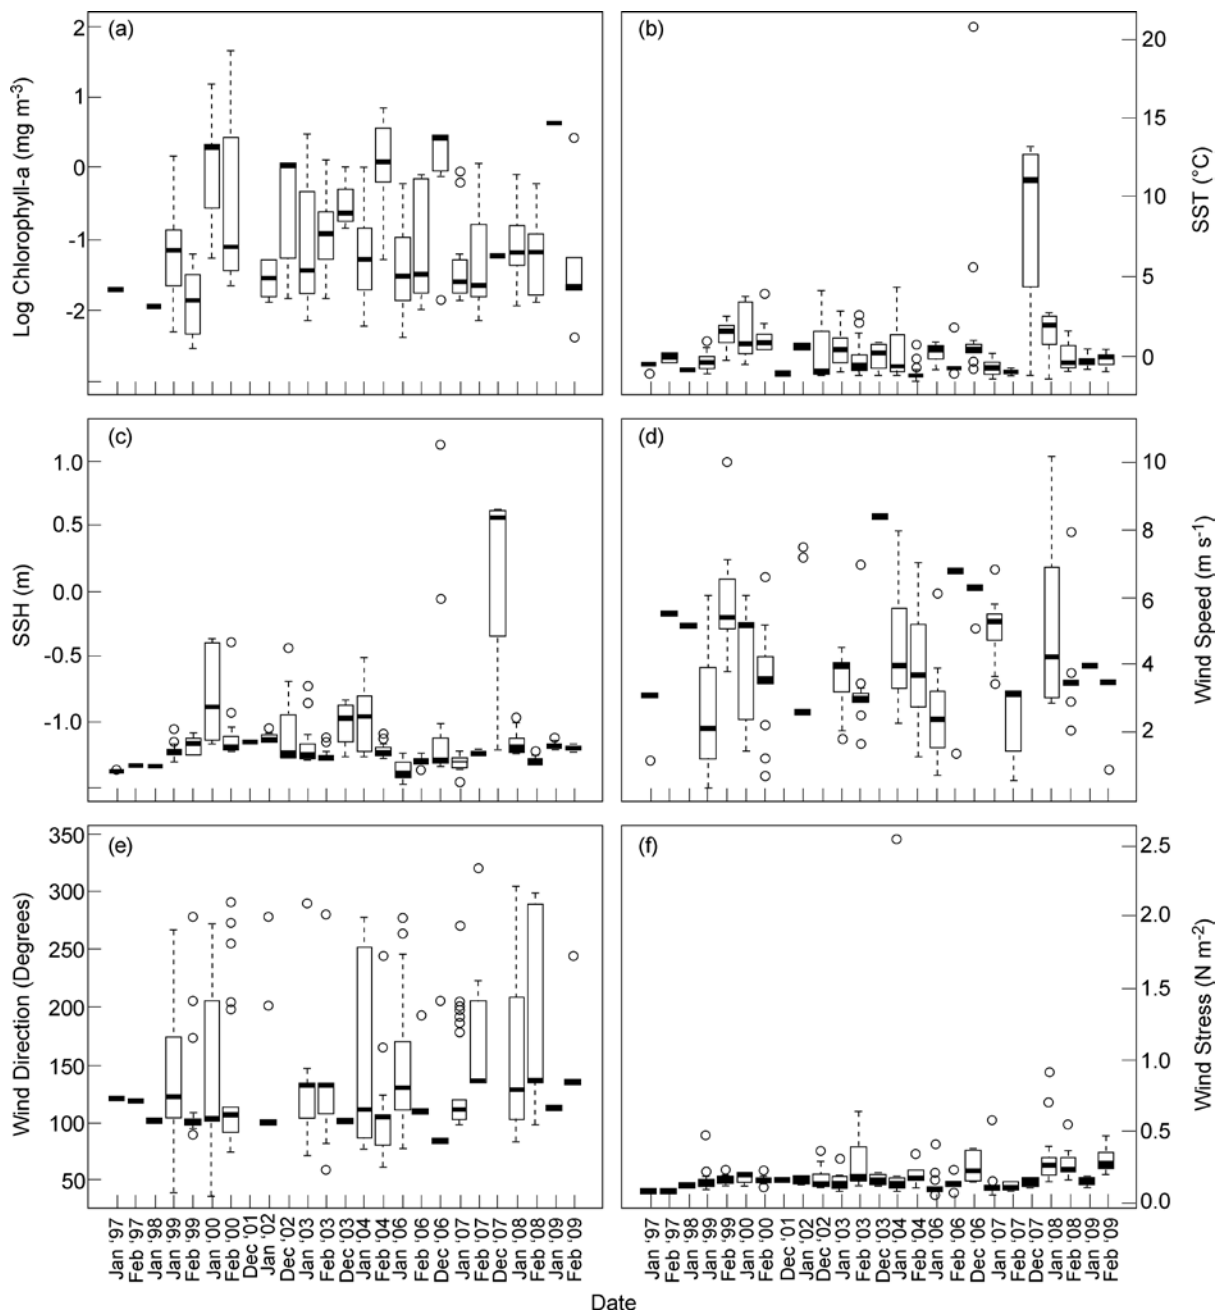 (a)
2
1
0
-1
-2
Log Chlorophyll-a (mg m-3)
(b)
20
15
10
5
0
SST (°C)
(c)
1.0
0.5
0.0
-0.5
-1.0
SSH (m)
(d)
10
8
6
4
2
Wind Speed (m s-1)
(e)
350
300
250
200
150
100
50
Wind Direction (Degrees)
(f)
2.5
2.0
1.5
1.0
0.5
0.0
Wind Stress (N m-2)
Jan '97
Feb '97
Jan '98
Jan '99
Feb '99
Jan '00
Feb '00
Dec '01
Jan '02
Dec '02
Jan '03
Feb '03
Dec '03
Jan '04
Feb '04
Jan '06
Feb '06
Dec '06
Jan '07
Feb '07
Dec '07
Jan '08
Feb '08
Jan '09
Feb '09
Jan '97
Feb '97
Jan '98
Jan '99
Feb '99
Jan '00
Feb '00
Dec '01
Jan '02
Dec '02
Jan '03
Feb '03
Dec '03
Jan '04
Feb '04
Jan '06
Feb '06
Dec '06
Jan '07
Feb '07
Dec '07
Jan '08
Feb '08
Jan '09
Feb '09
Date